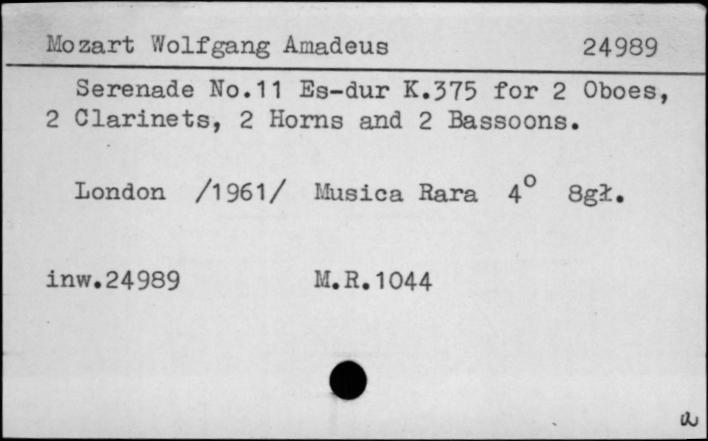 Mozart Wolfgang Amadeus 24989
Serenade No.11 Es-dur K.375 for 2 Oboes,
2 Clarinets, 2 Horns and 2 Bassoons.
London /1961/ Musica Rara 4° 8gł.
inw.24989 M.R.1044